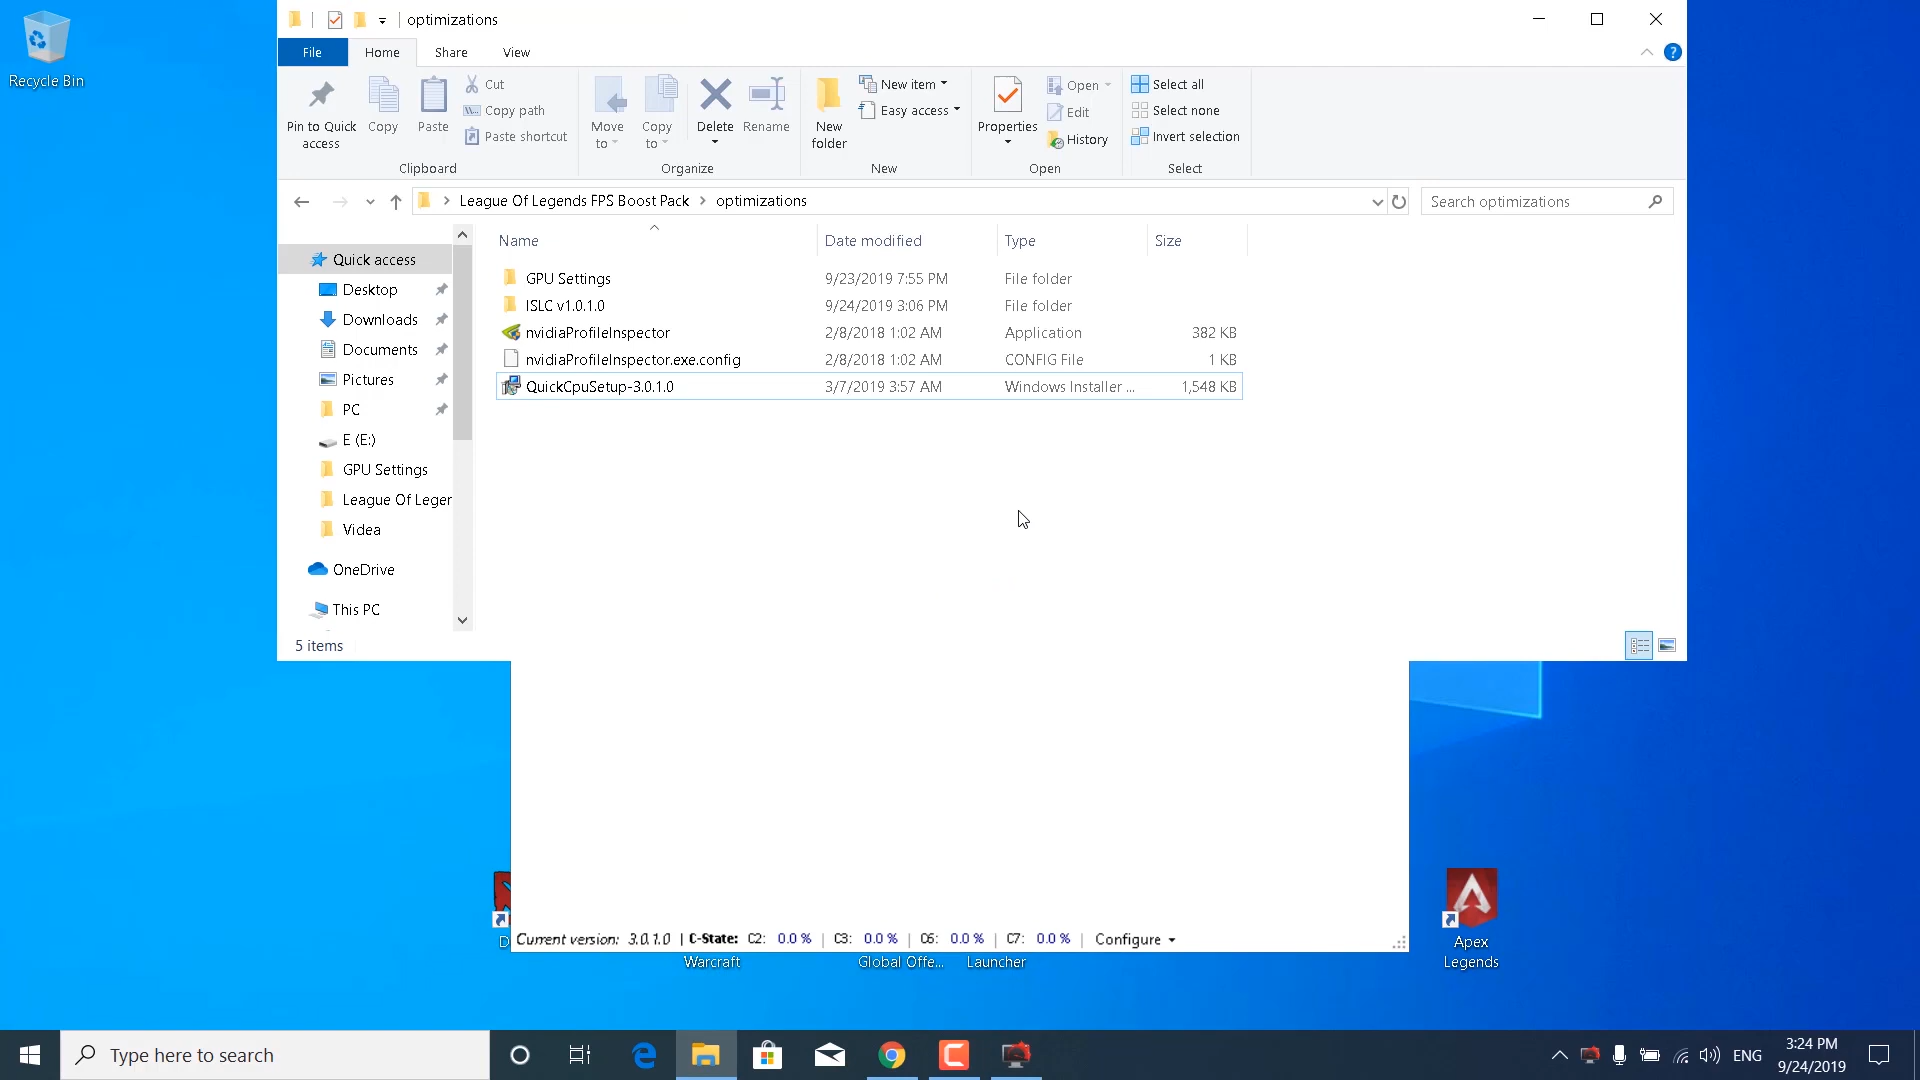 optimizations
Recycle Bin
File Home Share View
Pin to Quick access
Copy
Paste
Cut
Copy path
Paste shortcut
Clipboard
Move to
Copy to
Delete
Rename
Organize
New folder
New item
Easy access
New
Properties
Open
Edit
History
Open
Select all
Select none
Invert selection
Select
League Of Legends FPS Boost Pack > optimizations
Search optimizations
Name Date modified Type Size
GPU Settings 9/23/2019 7:55 PM File folder
ISLC v1.0.1.0 9/24/2019 3:06 PM File folder
nvidiaProfileInspector 2/8/2018 1:02 AM Application 382 KB
nvidiaProfileInspector.exe.config 2/8/2018 1:02 AM CONFIG File 1 KB
QuickCpuSetup-3.0.1.0 3/7/2019 3:57 AM Windows Installer ... 1,548 KB
Quick access
Desktop
Downloads
Documents
Pictures
PC
E (E:)
GPU Settings
League Of Leger
Videa
OneDrive
This PC
5 items
D
Current version: 3.0.1.0 | C-State: C2: 0.0 % | C3: 0.0 % | C6: 0.0 % | C7: 0.0 % | Configure
Warcraft
Global Offe...
Launcher
Apex
Legends
Type here to search
ENG
3:24 PM
9/24/2019